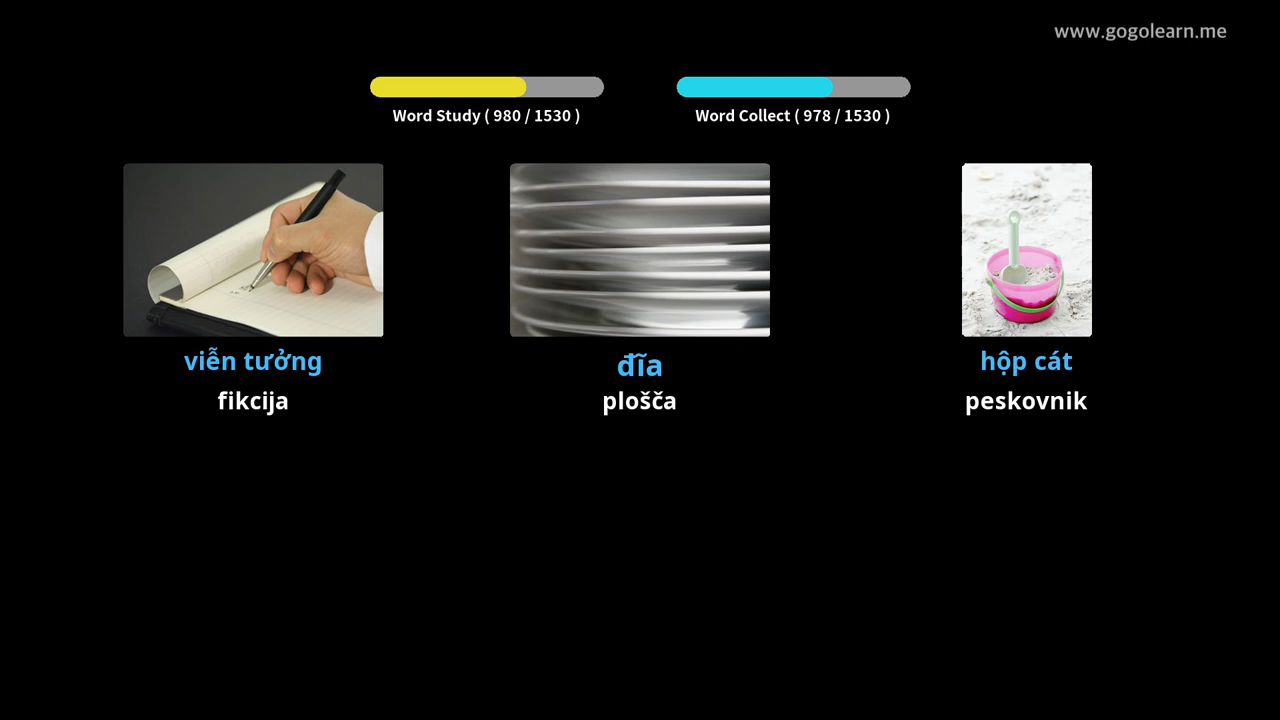 www.gogolearn.me
Word Study ( 980 / 1530 )
Word Collect ( 978 / 1530 )
viễn tưởng
fikcija
đĩa
plošča
hộp cát
peskovnik